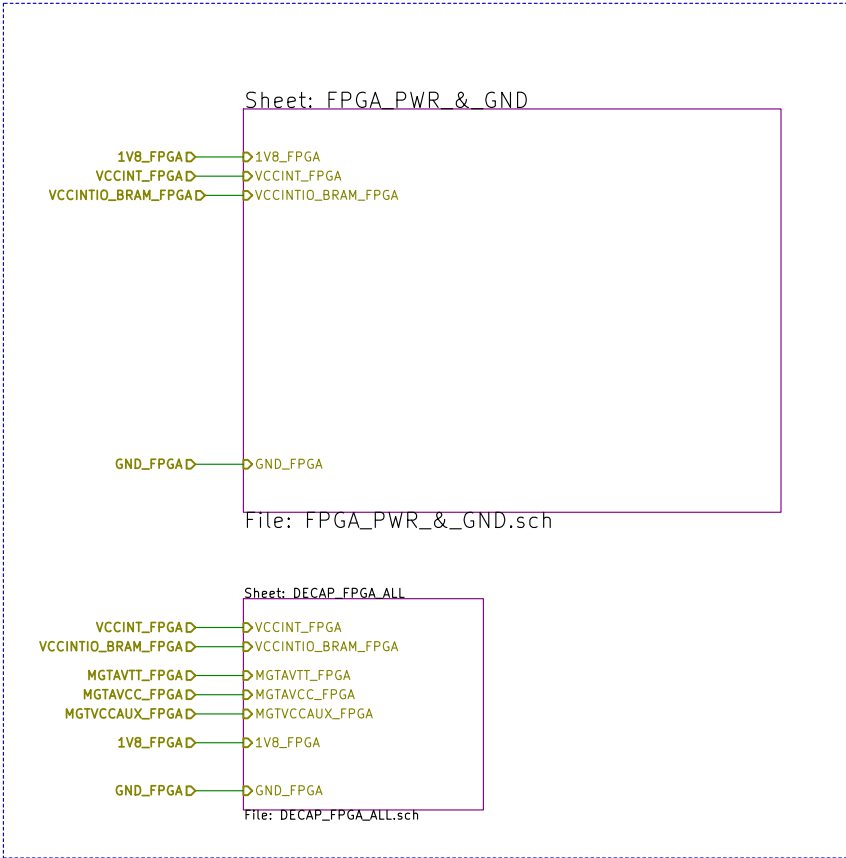 Sheet: FPGA_PWR_&_GND
1V8_FPGA 1V8_FPGA
VCCINT_FPGA VCCINT_FPGA
VCCINTIO_BRAM_FPGA VCCINTIO_BRAM_FPGA
GND_FPGA GND_FPGA
File: FPGA_PWR_&_GND.sch
Sheet: DECAP_FPGA_ALL
VCCINT_FPGA VCCINT_FPGA
VCCINTIO_BRAM_FPGA VCCINTIO_BRAM_FPGA
MGTAVTT_FPGA MGTAVTT_FPGA
MGTAVCC_FPGA MGTAVCC_FPGA
MGTVCCAUX_FPGA MGTVCCAUX_FPGA
1V8_FPGA 1V8_FPGA
GND_FPGA GND_FPGA
File: DECAP_FPGA_ALL.sch